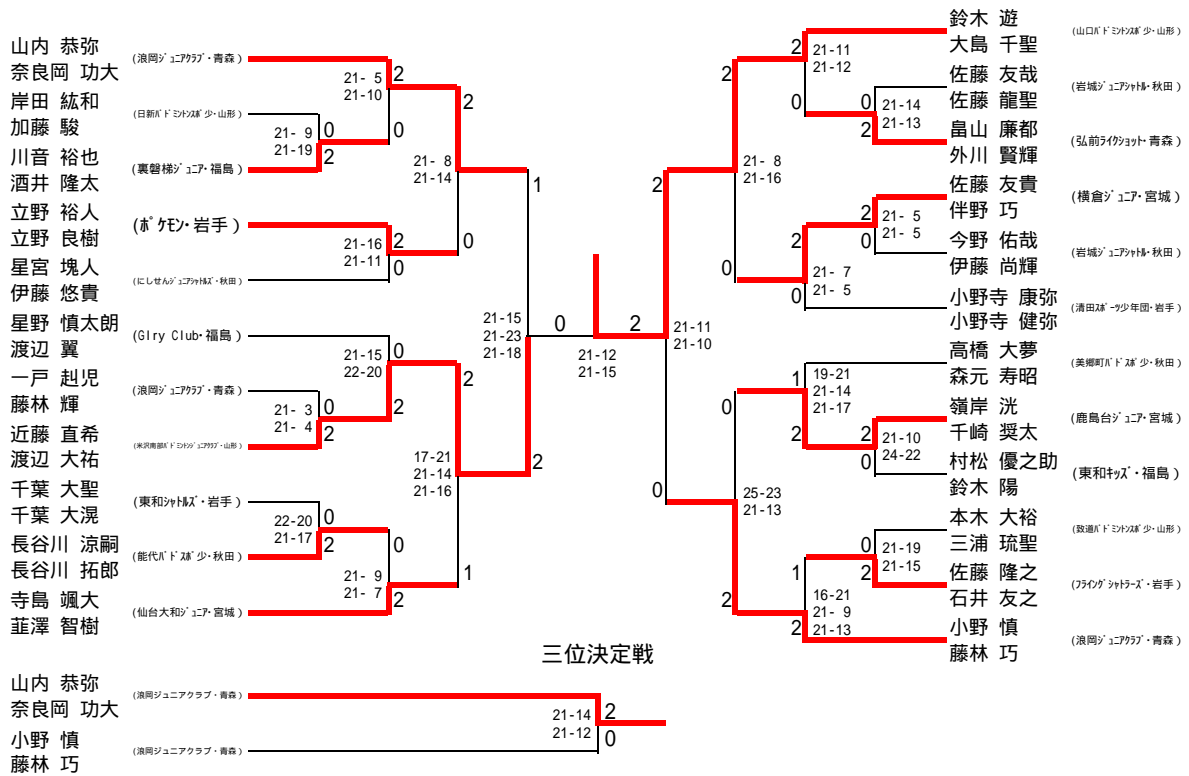 山内 恭弥
奈良岡 功大
(浪岡ｼﾞｭﾆｱｸﾗﾌﾞ・青森)
岸田 紘和
加藤 駿
(日新ﾊﾞﾄﾞﾐﾝﾄﾝｽﾎﾟ少・山形)
川音 裕也
酒井 隆太
(裏磐梯ｼﾞｭﾆｱ・福島)
立野 裕人
立野 良樹
(ﾎﾟｹﾓﾝ・岩手)
星宮 塊人
伊藤 悠貴
(にしせんｼﾞｭﾆｱｼｬﾄﾙｽﾞ・秋田)
星野 慎太朗
渡辺 翼
(Glry Club・福島)
一戸 赳児
藤林 輝
(浪岡ｼﾞｭﾆｱｸﾗﾌﾞ・青森)
近藤 直希
渡辺 大祐
(米沢南部ﾊﾞﾄﾞﾐﾝﾄﾝｼﾞｭﾆｱｸﾗﾌﾞ・山形)
千葉 大聖
千葉 大滉
(東和ｼｬﾄﾙｽﾞ・岩手)
長谷川 涼嗣
長谷川 拓郎
(能代ﾊﾞﾄﾞｽﾎﾟ少・秋田)
寺島 颯大
韮澤 智樹
(仙台大和ｼﾞｭﾆｱ・宮城)
21- 9
21-19
0
2
21- 3
21- 4
0
2
22-20
21-17
0
2
21- 5
21-10
2
0
21-16
21-11
2
0
21-15
22-20
0
2
21- 9
21- 7
0
2
21- 8
21-14
2
0
17-21
21-14
21-16
2
1
21-15
21-23
21-18
1
2
0
2
21-12
21-15
21-11
21-10
2
0
21- 8
21-16
2
0
25-23
21-13
0
2
21-11
21-12
2
0
21- 7
21- 5
2
0
19-21
21-14
21-17
1
2
16-21
21- 9
21-13
1
2
21-14
21-13
0
2
21- 5
21- 5
2
0
21-10
24-22
2
0
21-19
21-15
0
2
鈴木 遊
大島 千聖
(山口ﾊﾞﾄﾞﾐﾝﾄﾝｽﾎﾟ少・山形)
佐藤 友哉
佐藤 龍聖
(岩城ｼﾞｭﾆｱｼｬﾄﾙ・秋田)
畠山 廉都
外川 賢輝
(弘前ﾗｲｸｼｮｯﾄ・青森)
佐藤 友貴
伴野 巧
(横倉ｼﾞｭﾆｱ・宮城)
今野 佑哉
伊藤 尚輝
(岩城ｼﾞｭﾆｱｼｬﾄﾙ・秋田)
小野寺 康弥
小野寺 健弥
(清田ｽﾎﾟｰﾂ少年団・岩手)
高橋 大夢
森元 寿昭
(美郷町ﾊﾞﾄﾞｽﾎﾟ少・秋田)
嶺岸 洸
千崎 奨太
(鹿島台ｼﾞｭﾆｱ・宮城)
村松 優之助
鈴木 陽
(東和ｷｯｽﾞ・福島)
本木 大裕
三浦 琉聖
(致道ﾊﾞﾄﾞﾐﾝﾄﾝｽﾎﾟ少・山形)
佐藤 隆之
石井 友之
(ﾌﾗｲﾝｸﾞｼｬﾄﾗｰｽﾞ・岩手)
小野 慎
藤林 巧
(浪岡ｼﾞｭﾆｱｸﾗﾌﾞ・青森)
三位決定戦
山内 恭弥
奈良岡 功大
(浪岡ジュニアクラブ・青森)
小野 慎
藤林 巧
(浪岡ジュニアクラブ・青森)
21-14
21-12
2
0